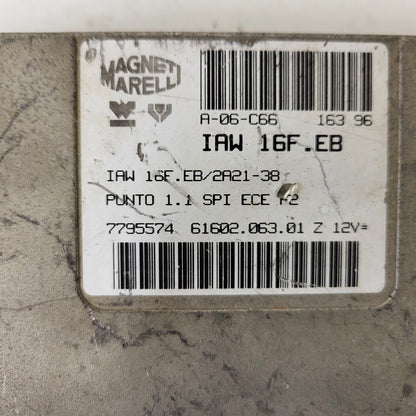 MAGNETI
MARELLI
A-06-C66 163 96
IAW 16F.EB
IAW 16F.EB/2A21-38
PUNTO 1.1 SPI ECE F2
7795574 61602.063.01 Z 12V=